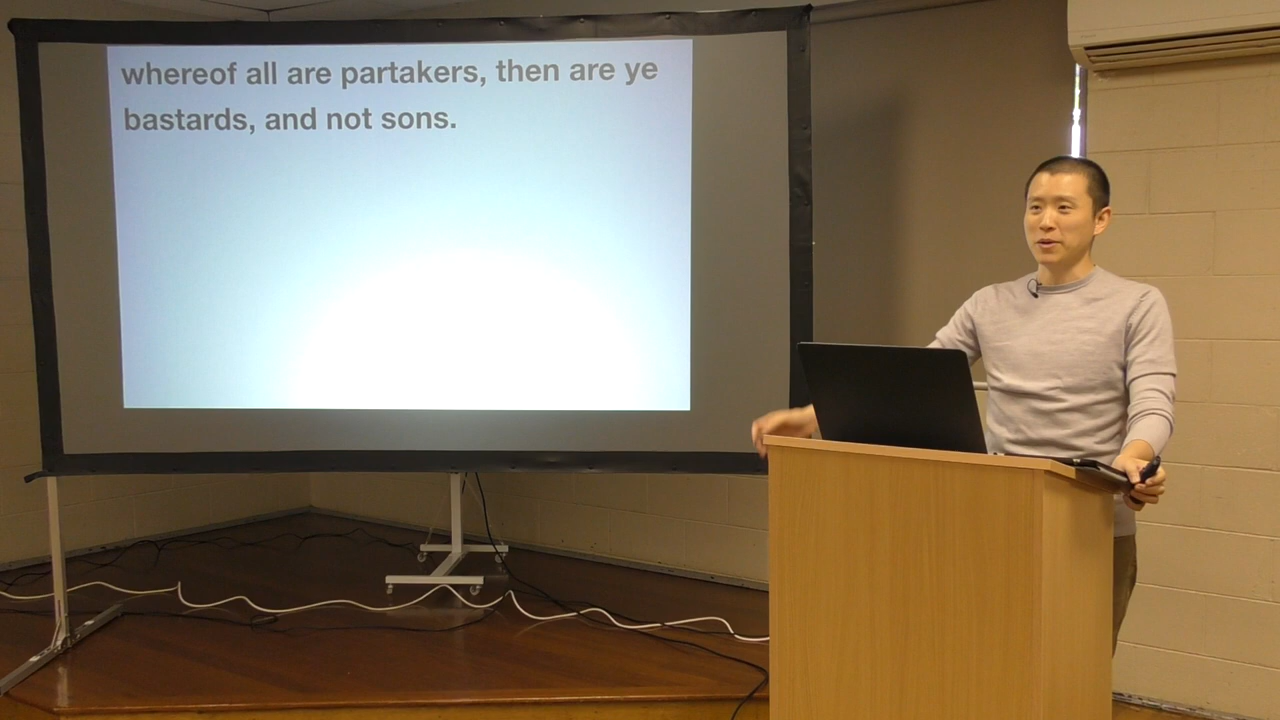 whereof all are partakers, then are ye
bastards, and not sons.